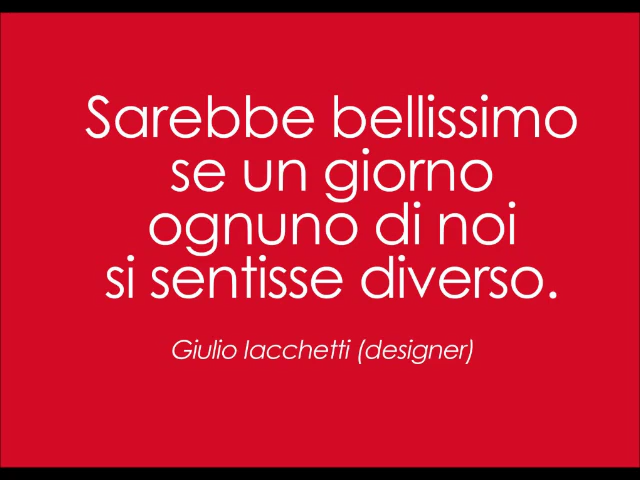 Sarebbe bellissimo
se un giorno
ognuno di noi
si sentisse diverso.
Giulio Iacchetti (designer)